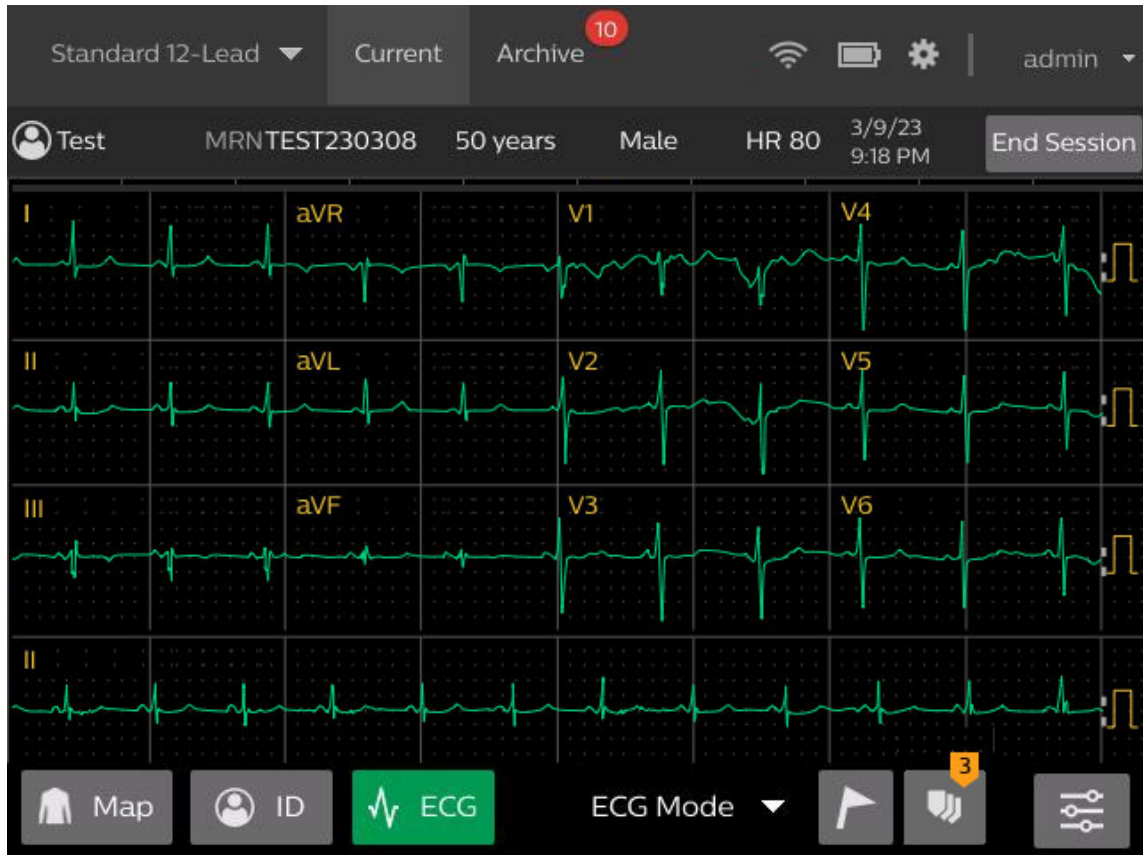 Standard 12-Lead Current Archive 10 admin
Test MRN TEST230308 50 years Male HR 80 3/9/23 9:18 PM End Session
I aVR V1 V4
II aVL V2 V5
III aVF V3 V6
II
Map ID ECG ECG Mode 3